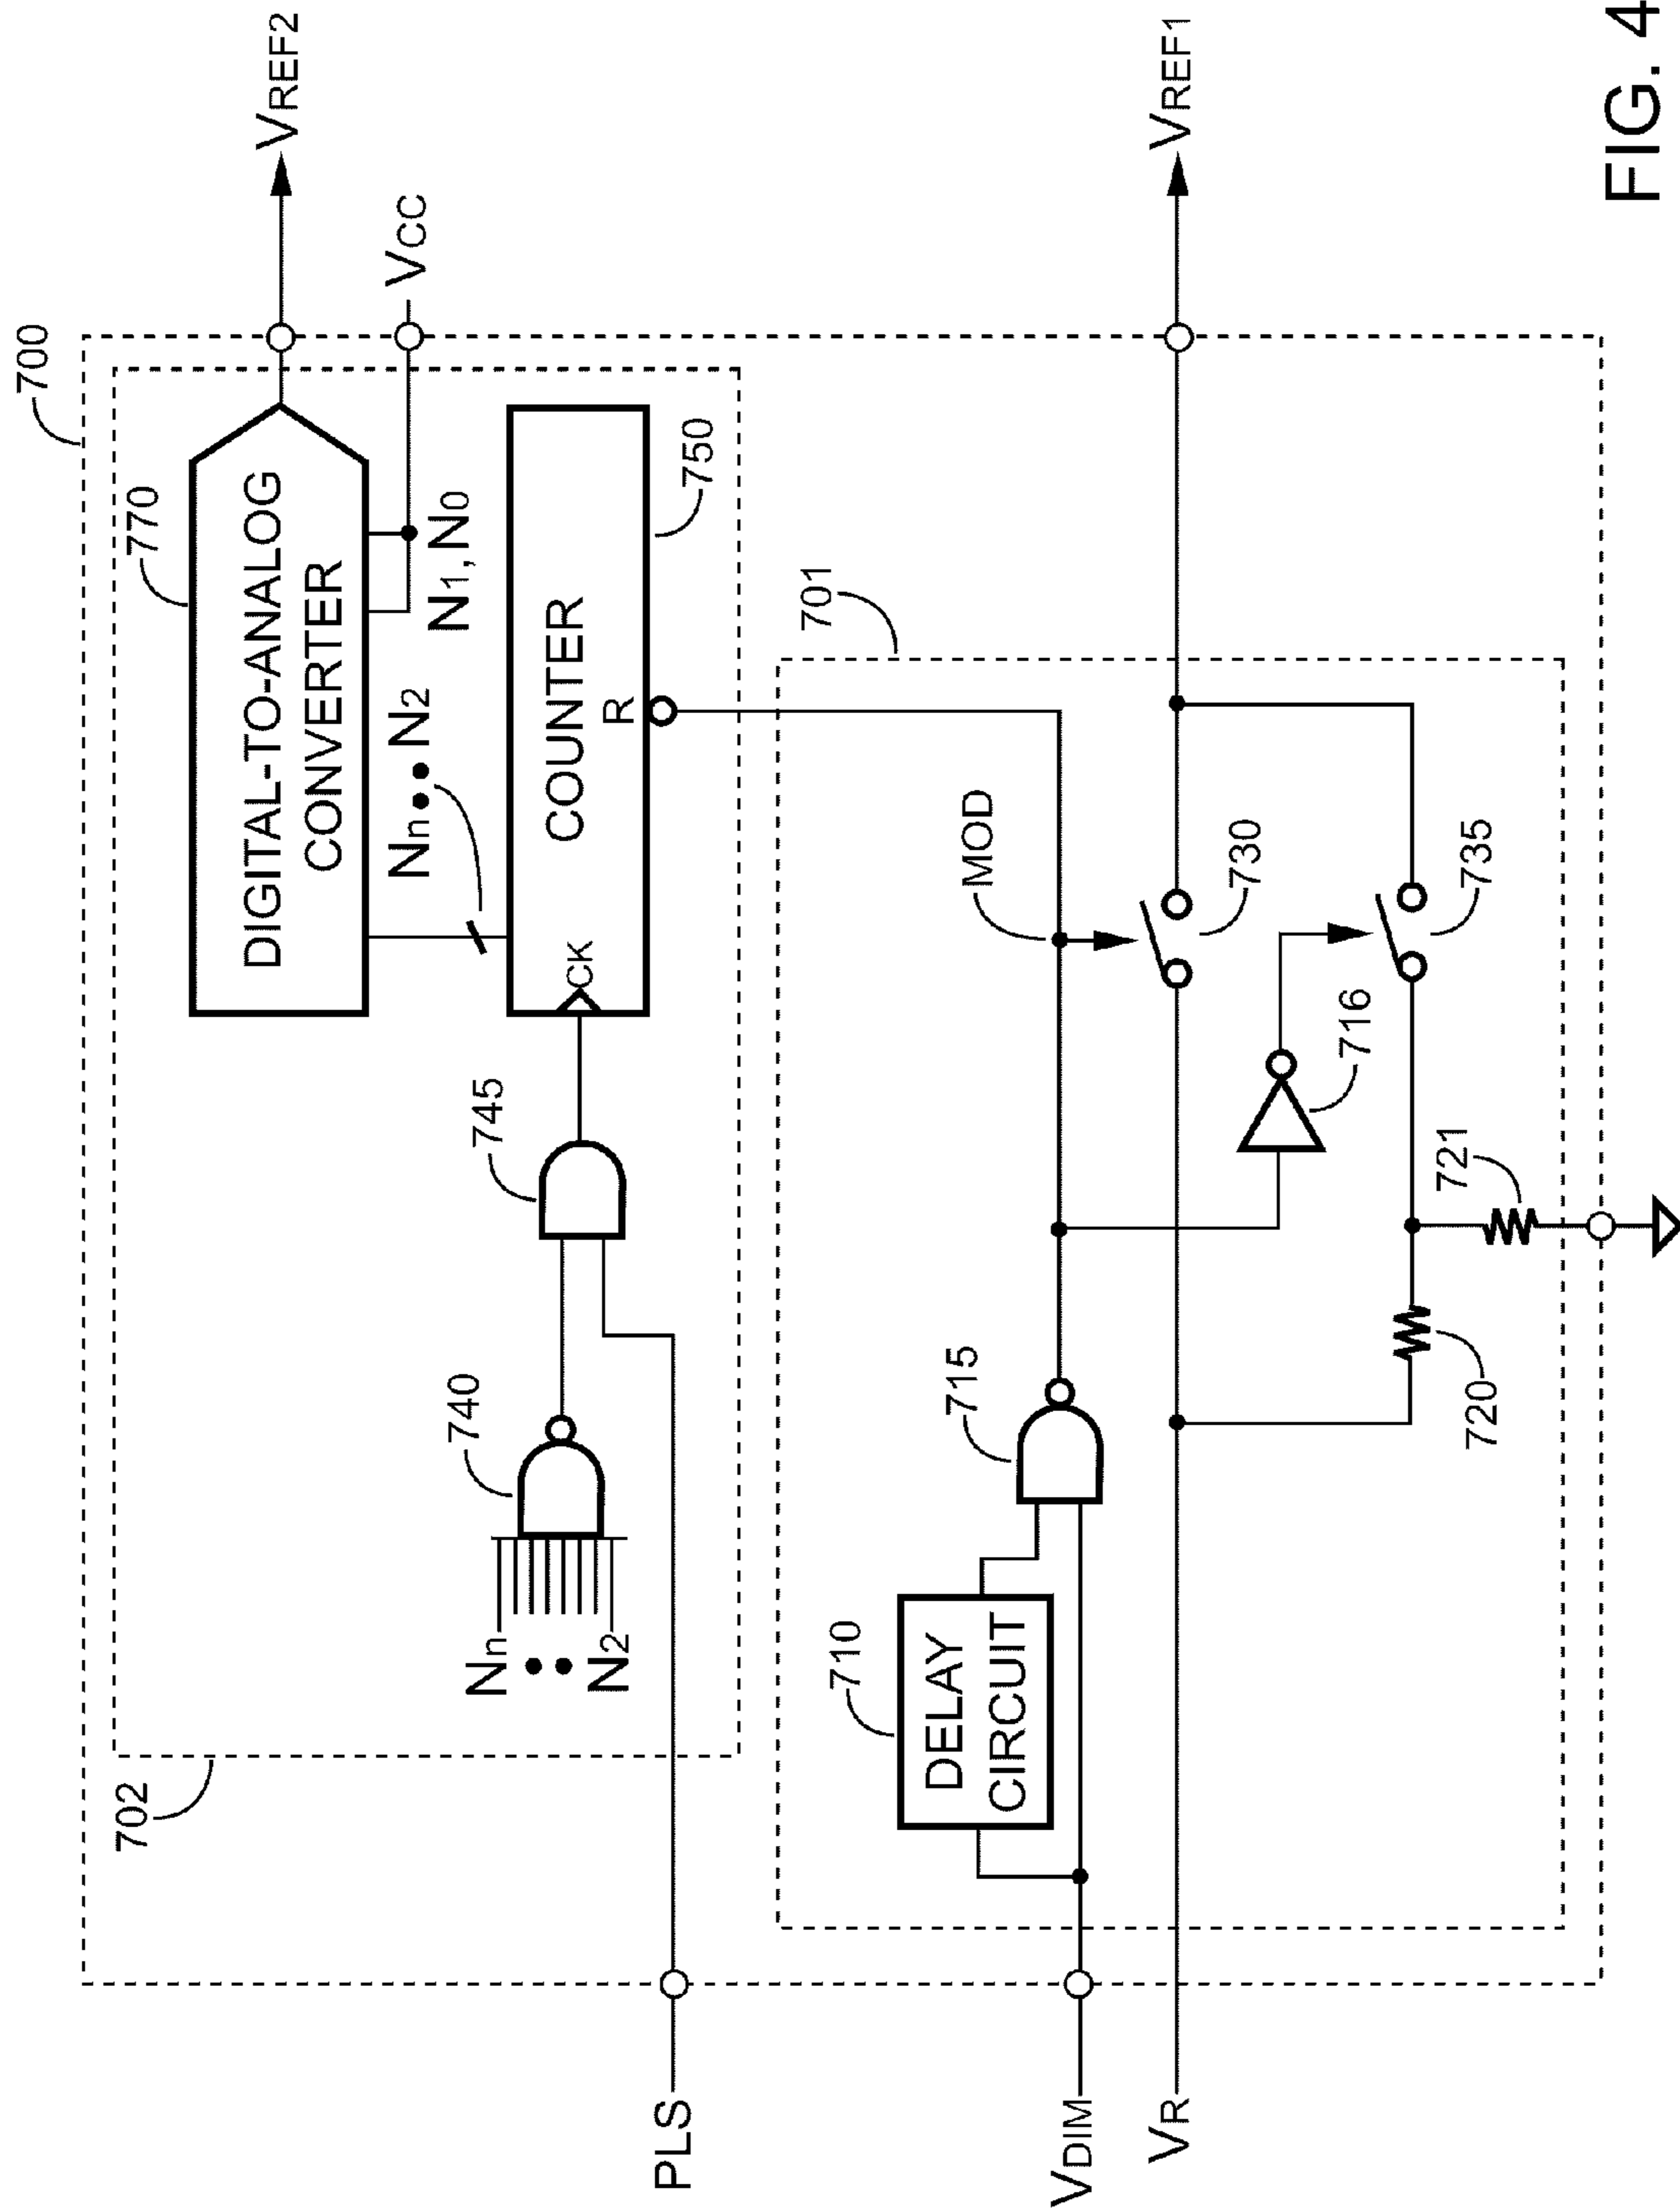 700
702
770
DIGITAL-TO-ANALOG
CONVERTER
VREF2
VCC
N1, N0
Nn•• N2
740
745
Nn
••
N2
CK
COUNTER
R
750
PLS
701
710
DELAY
CIRCUIT
715
MOD
VDIM
VR
730
VREF1
716
720
721
735
FIG. 4